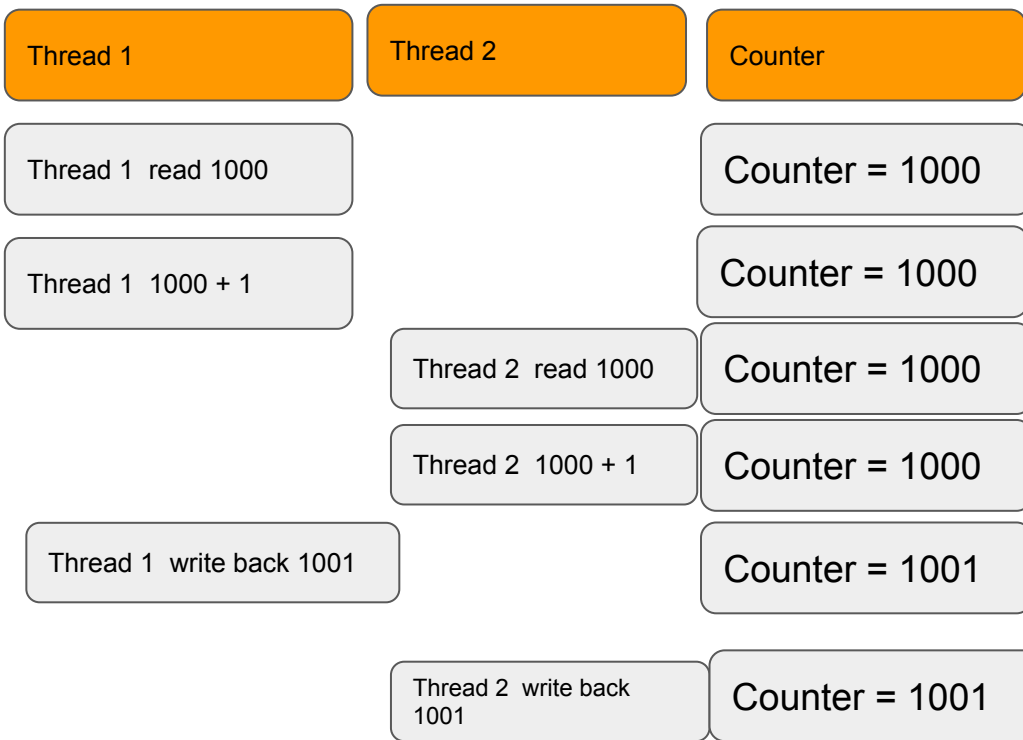 Thread 1
Thread 2
Counter
Thread 1 read 1000
Counter = 1000
Thread 1 1000 + 1
Counter = 1000
Thread 2 read 1000
Counter = 1000
Thread 2 1000 + 1
Counter = 1000
Thread 1 write back 1001
Counter = 1001
Thread 2 write back
1001
Counter = 1001